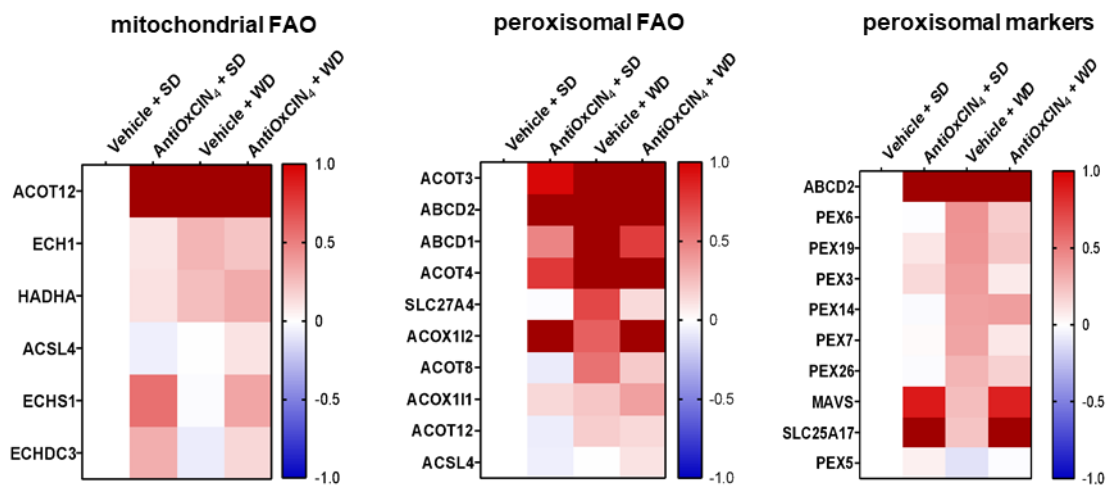 mitochondrial FAO
Vehicle + SD
AntiOxCIN₄ + SD
Vehicle + WD
AntiOxCIN₄ + WD
ACOT12
ECH1
HADHA
ACSL4
ECHS1
ECHDC3
1.0
0.5
0
-0.5
-1.0
peroxisomal FAO
Vehicle + SD
AntiOxCIN₄ + SD
Vehicle + WD
AntiOxCIN₄ + WD
ACOT3
ABCD2
ABCD1
ACOT4
SLC27A4
ACOX1I2
ACOT8
ACOX1I1
ACOT12
ACSL4
1.0
0.5
0
-0.5
-1.0
peroxisomal markers
Vehicle + SD
AntiOxCIN₄ + SD
Vehicle + WD
AntiOxCIN₄ + WD
ABCD2
PEX6
PEX19
PEX3
PEX14
PEX7
PEX26
MAVS
SLC25A17
PEX5
1.0
0.5
0
-0.5
-1.0